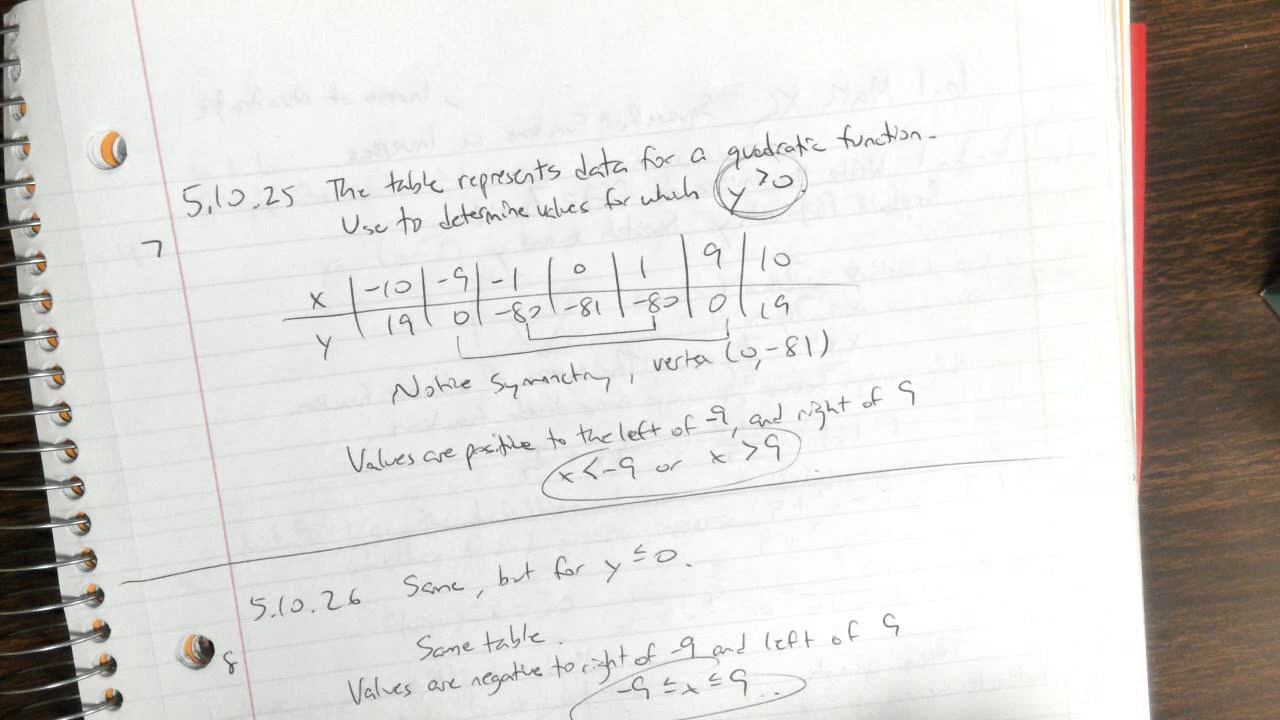 5.10.25 The table represents data for a quadratic function.
Use to determine values for which y > 0
7
x | -10 | -9 | -1 | 0 | 1 | 9 | 10
y | 19 | 0 | -80 | -81 | -80 | 0 | 19
Notice Symmetry, vertex (0,-81)
Values are positive to the left of -9, and right of 9
x < -9 or x > 9
5.10.26 Same, but for y ≤ 0.
Same table.
8
Values are negative to right of -9 and left of 9
-9 ≤ x ≤ 9